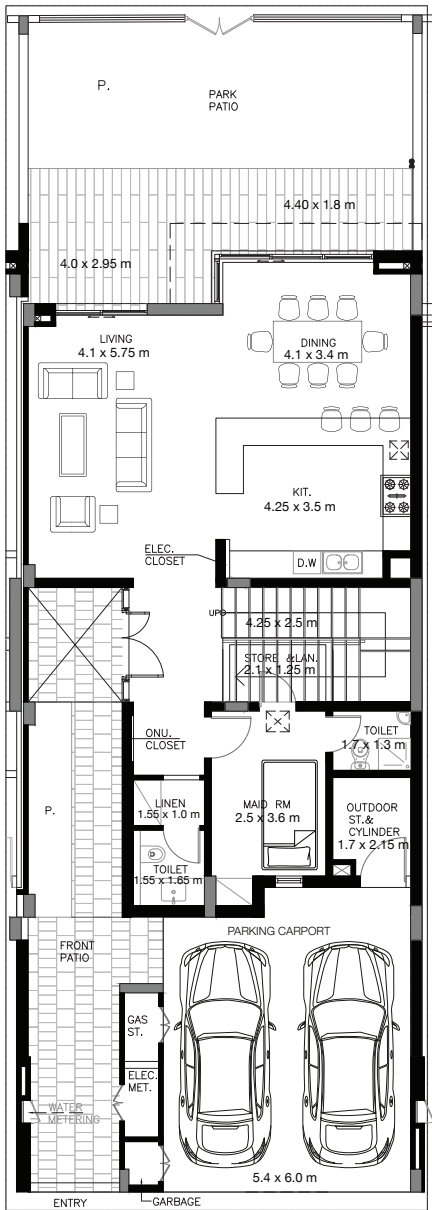 P.
PARK
PATIO
4.40 x 1.8 m
4.0 x 2.95 m
LIVING
4.1 x 5.75 m
DINING
4.1 x 3.4 m
KIT.
4.25 x 3.5 m
ELEC.
CLOSET
D.W
UPD
4.25 x 2.5 m
STORE &LAN.
2.1 x 1.25 m
ONU.
CLOSET
TOILET
1.7 x 1.3 m
P.
LINEN
1.55 x 1.0 m
MAID RM
2.5 x 3.6 m
OUTDOOR
ST.&
CYLINDER
1.7 x 2.15 m
TOILET
1.55 x 1.65 m
PARKING CARPORT
FRONT
PATIO
GAS
ST.
ELEC.
MET.
WATER
METERING
5.4 x 6.0 m
ENTRY
GARBAGE